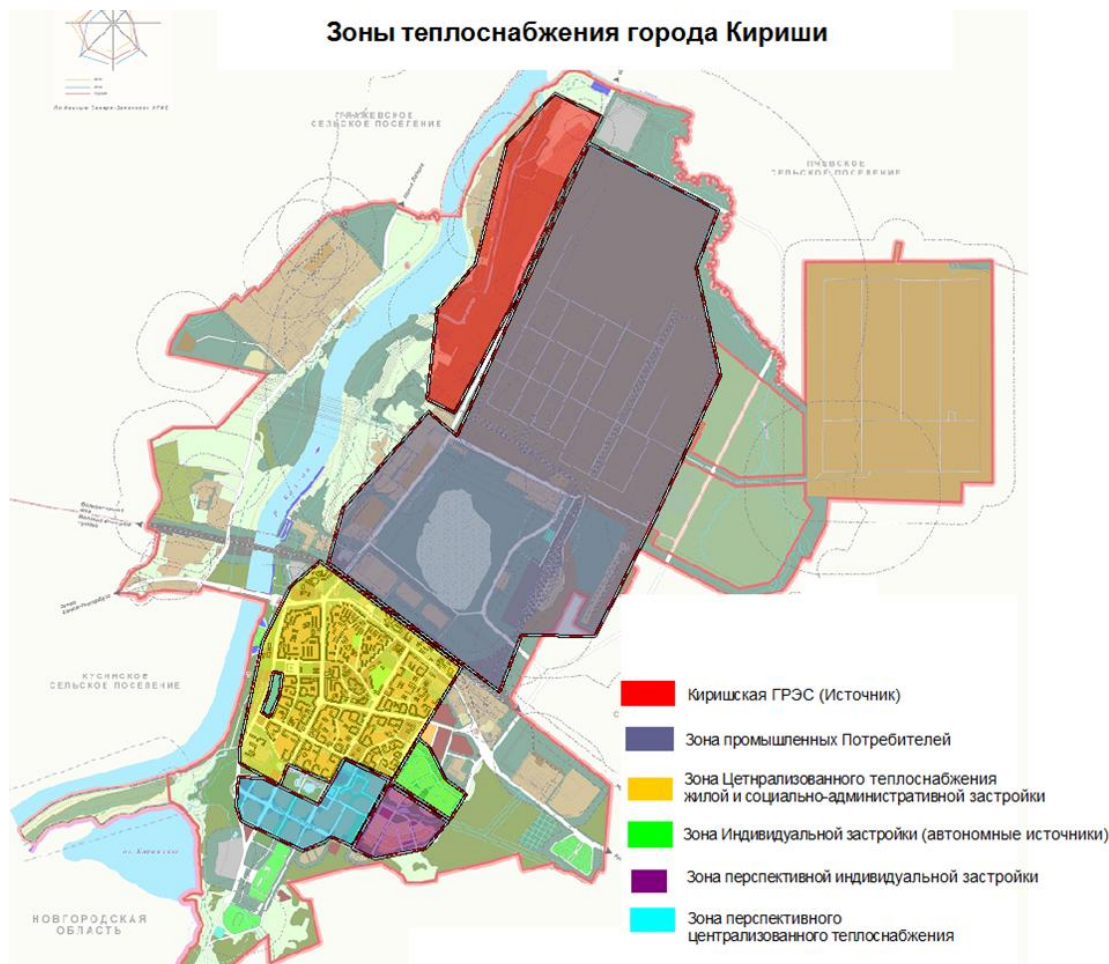 Зоны теплоснабжения города Кириши
СЕЛЬСКОЕ ПОСЕЛЕНИЕ
ПЧЕВСКОЕ
СЕЛЬСКОЕ ПОСЕЛЕНИЕ
КУСИНСКОЕ
СЕЛЬСКОЕ ПОСЕЛЕНИЕ
Киришская ГРЭС (Источник)
Зона промышленных Потребителей
Зона Цетнрализованного теплоснабжения
жилой и социально-административной застройки
Зона Индивидуальной застройки (автономные источники)
Зона перспективной индивидуальной застройки
Зона перспективного
централизованного теплоснабжения
НОВГОРОДСКАЯ
ОБЛАСТЬ